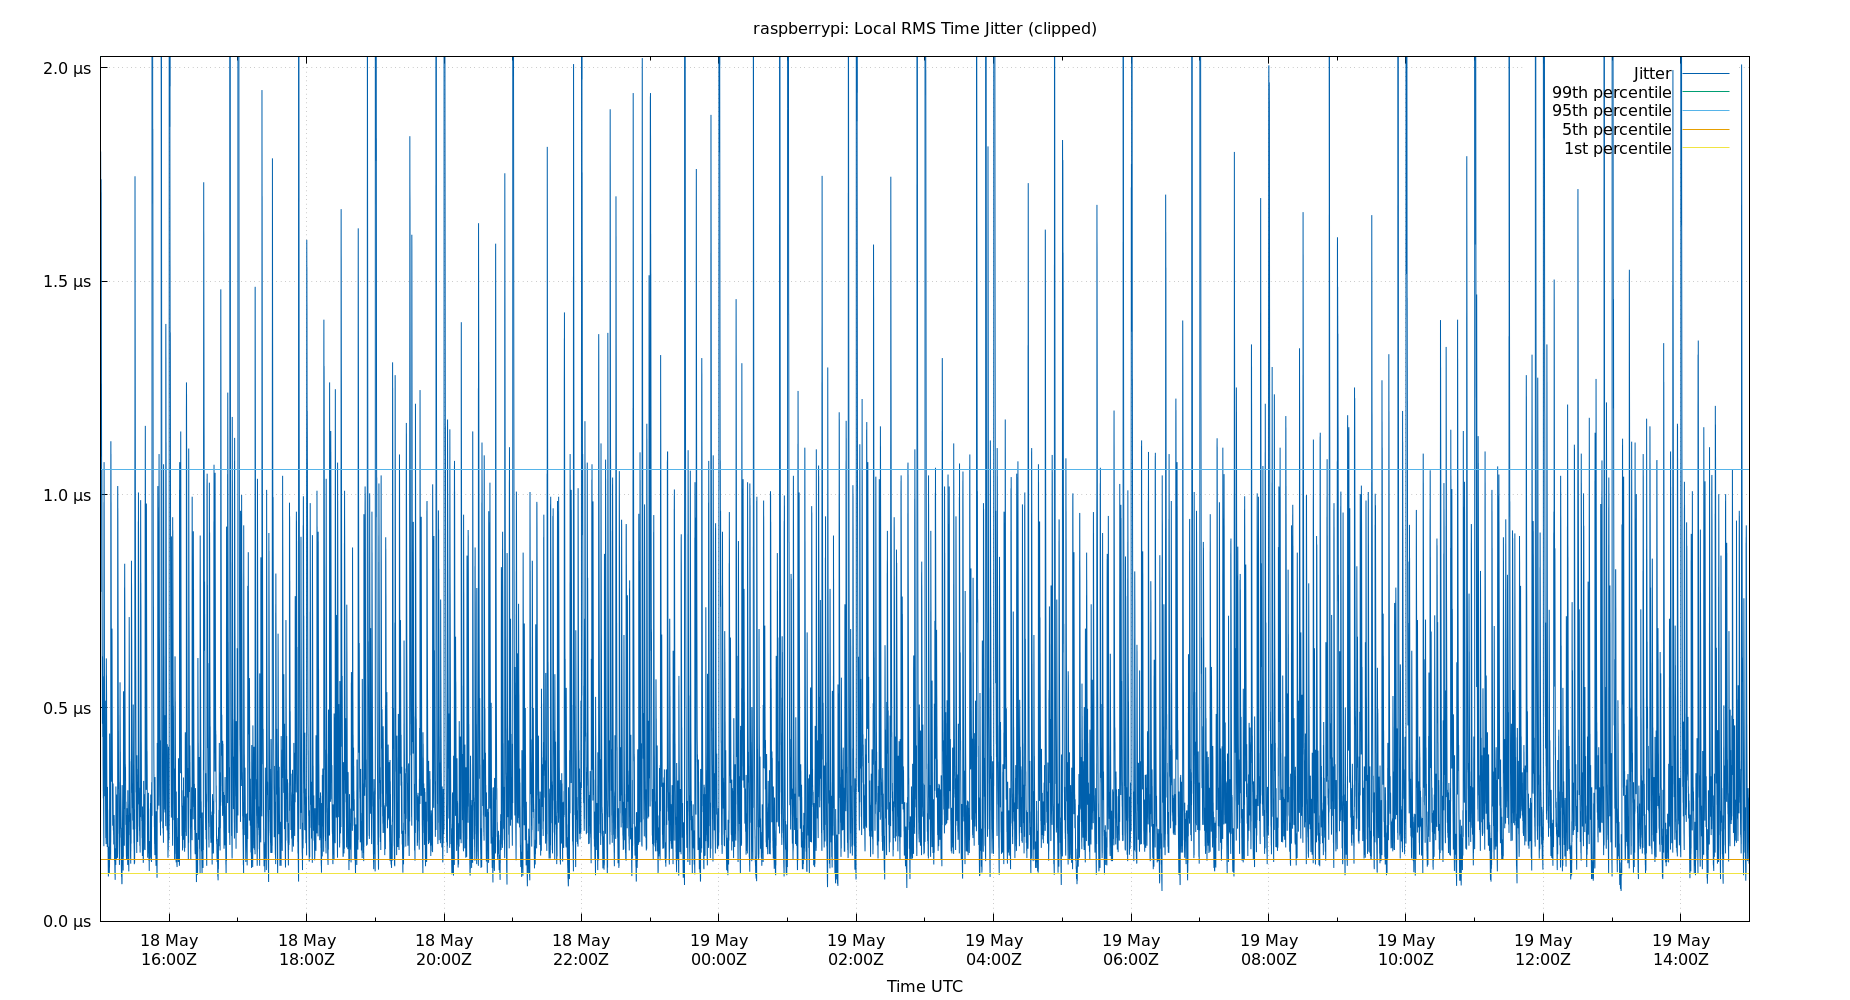 raspberrypi: Local RMS Time Jitter (clipped)
2.0 µs
1.5 µs
1.0 µs
0.5 µs
0.0 µs
Jitter
99th percentile
95th percentile
5th percentile
1st percentile
18 May 18 May 18 May 18 May 19 May 19 May 19 May 19 May 19 May 19 May 19 May 19 May
16:00Z 18:00Z 20:00Z 22:00Z 00:00Z 02:00Z 04:00Z 06:00Z 08:00Z 10:00Z 12:00Z 14:00Z
Time UTC